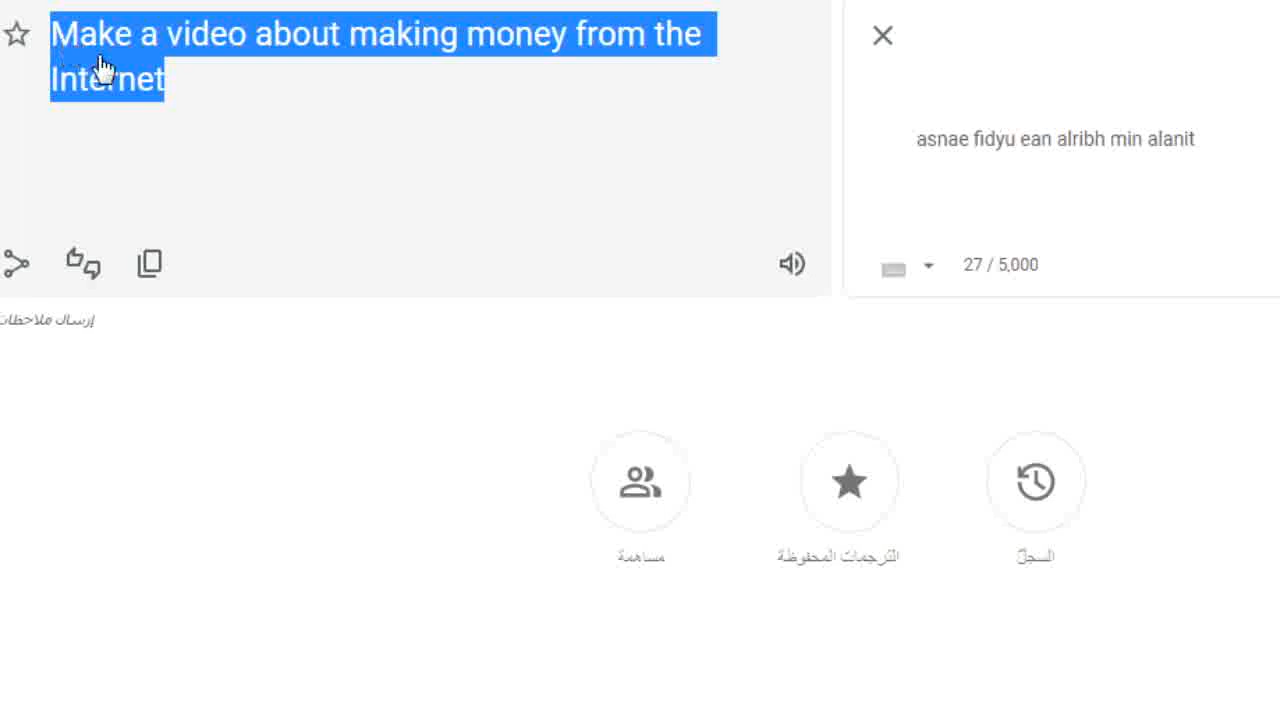 Make a video about making money from the
Internet
asnae fidyu ean alribh min alanit
27 / 5,000
إرسال ملاحظات
مساهمة
الترجمات المحفوظة
السجلّ